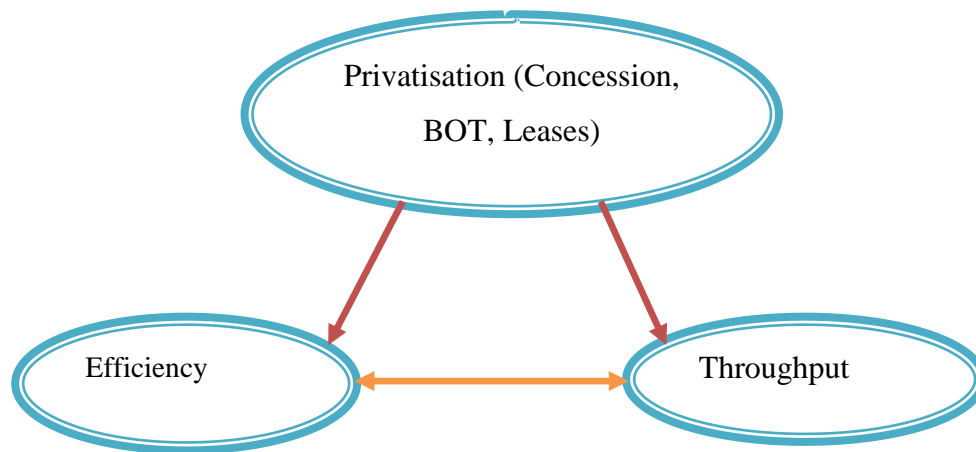 Privatisation (Concession,
BOT, Leases)
Efficiency
Throughput